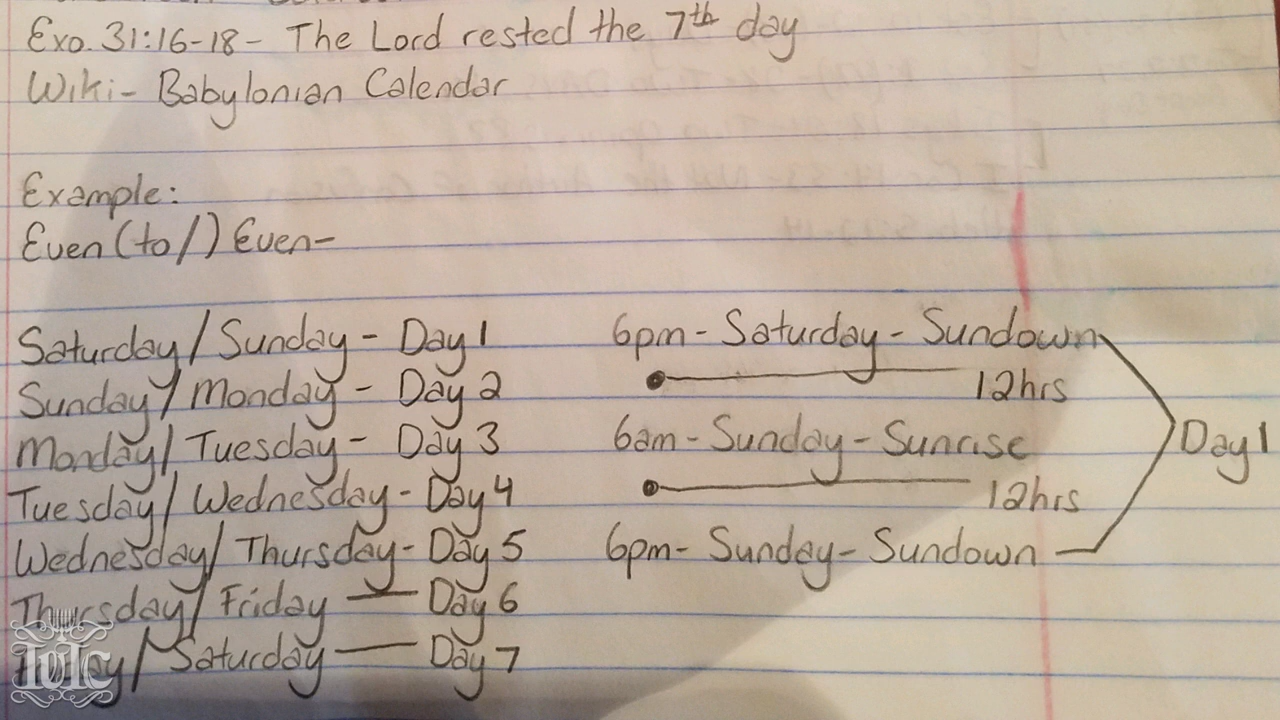 Exo. 31:16-18- The Lord rested the 7th day
Wiki- Babylonian Calendar
Example:
Even (to/) Even-
Saturday/ Sunday - Day 1
Sunday/ Monday - Day 2
Monday/ Tuesday - Day 3
Tuesday/ Wednesday - Day 4
Wednesday/ Thursday - Day 5
Thursday/ Friday — Day 6
Friday/ Saturday — Day 7
6pm - Saturday - Sundown
12hrs
6am - Sunday - Sunrise
12hrs
6pm - Sunday - Sundown
Day 1
IUIC